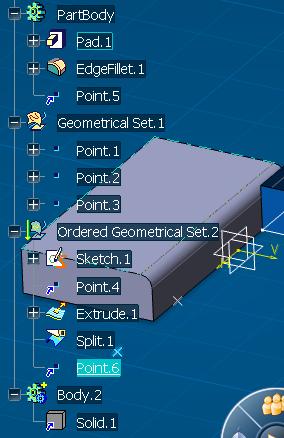 PartBody
Pad.1
EdgeFillet.1
Point.5
Geometrical Set.1
Point.1
Point.2
Point.3
Ordered Geometrical Set.2
Sketch.1
Point.4
Extrude.1
Split.1
Point.6
Body.2
Solid.1
y